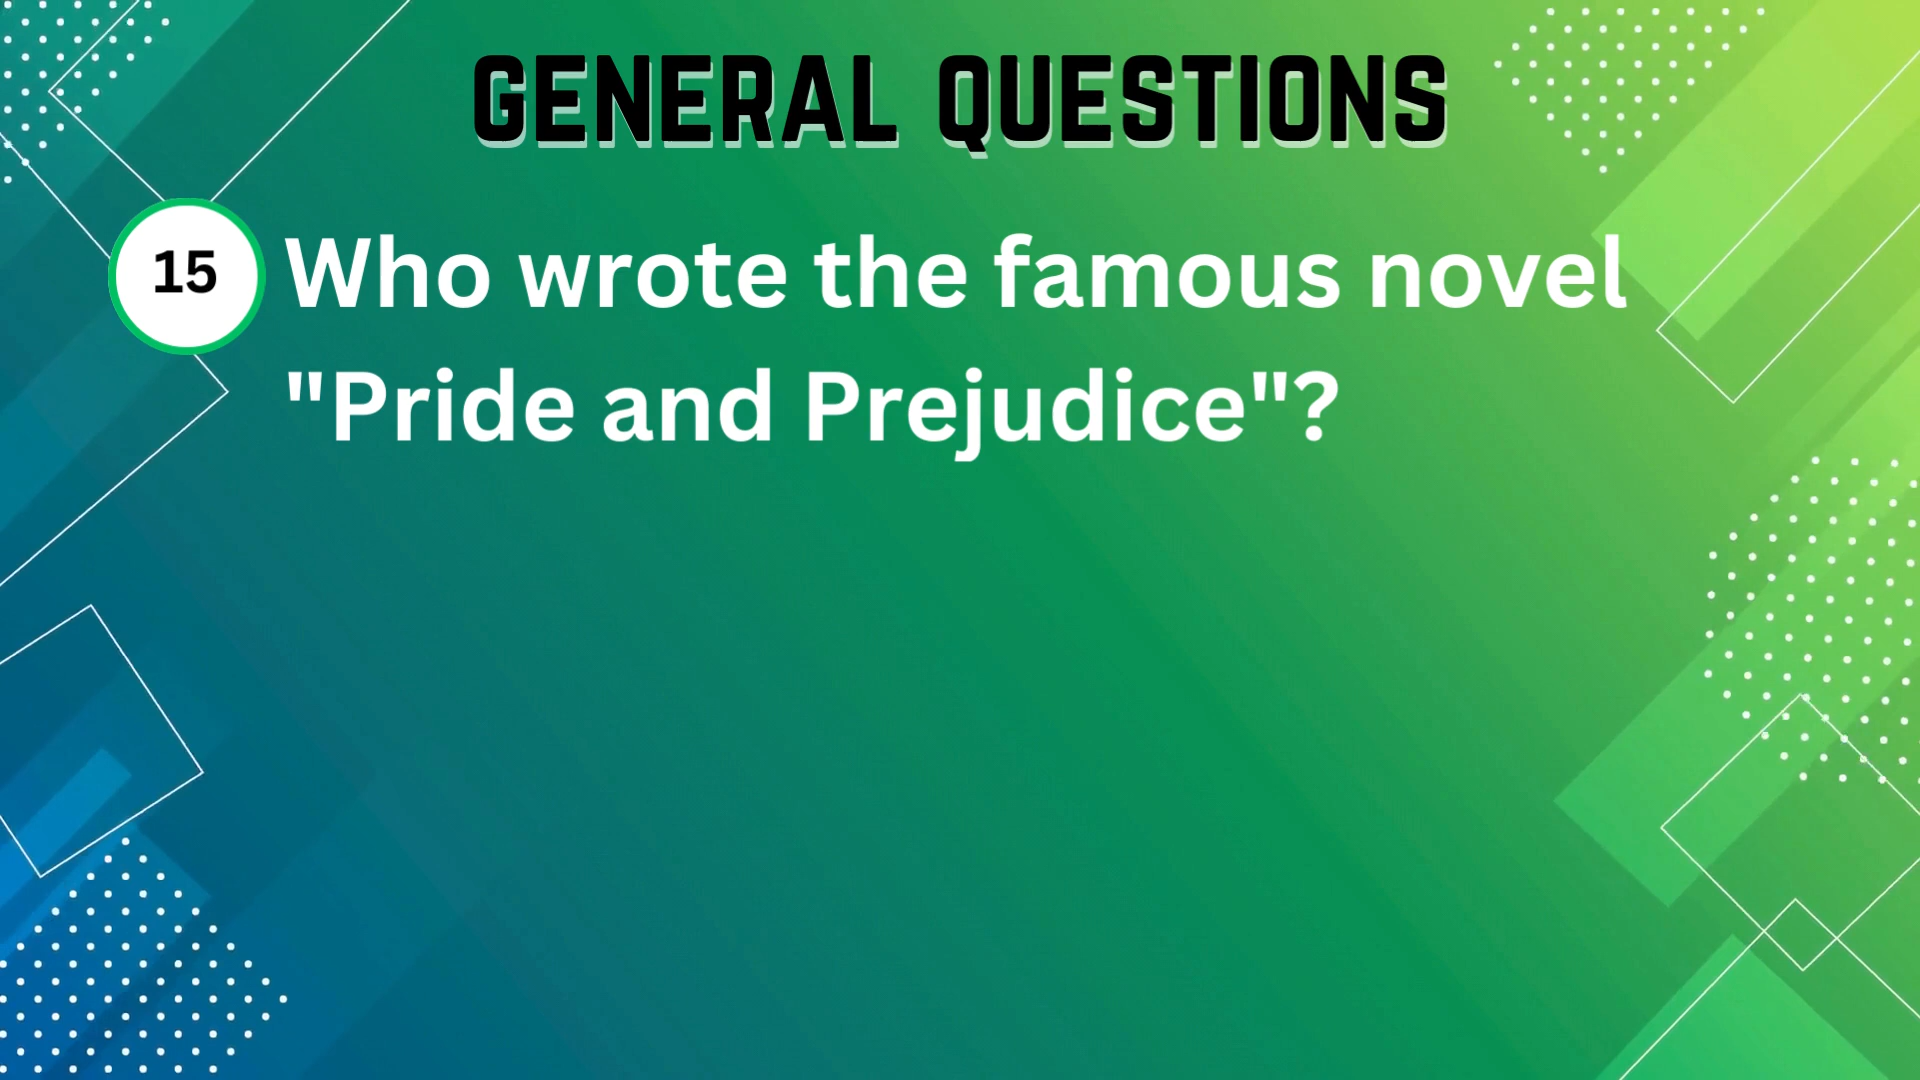 GENERAL QUESTIONS
15
Who wrote the famous novel
"Pride and Prejudice"?